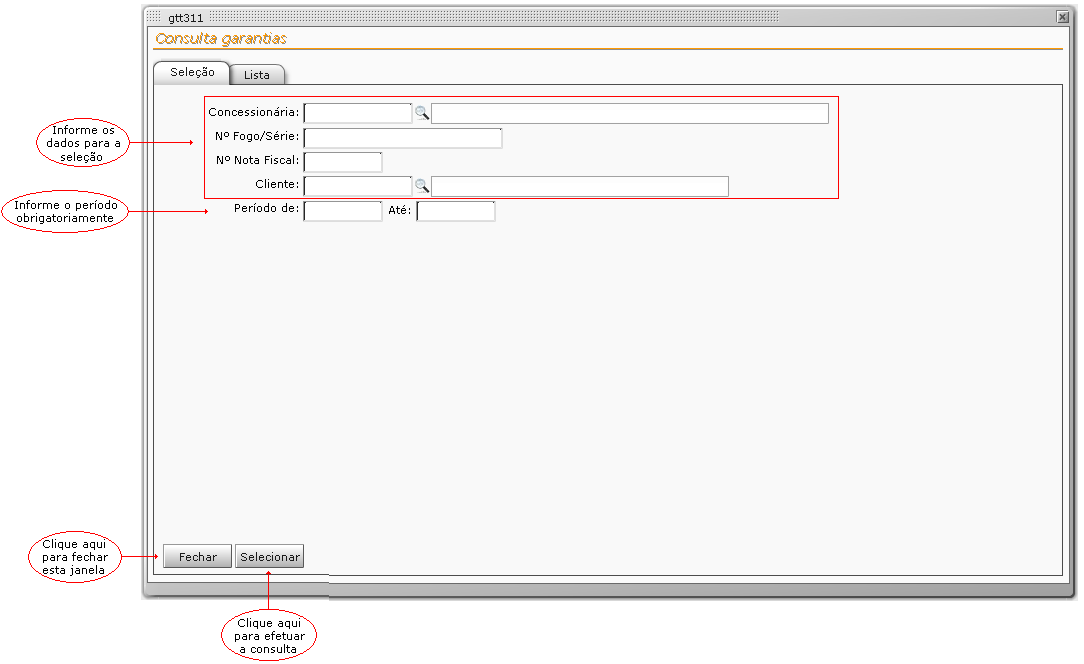 gtt311
Consulta garantias
Seleção
Lista
Concessionária:
Nº Fogo/Série:
Nº Nota Fiscal:
Cliente:
Período de:
Até:
Informe os
dados para a
seleção
Informe o período
obrigatoriamente
Clique aqui
para fechar
esta janela
Fechar
Selecionar
Clique aqui
para efetuar
a consulta